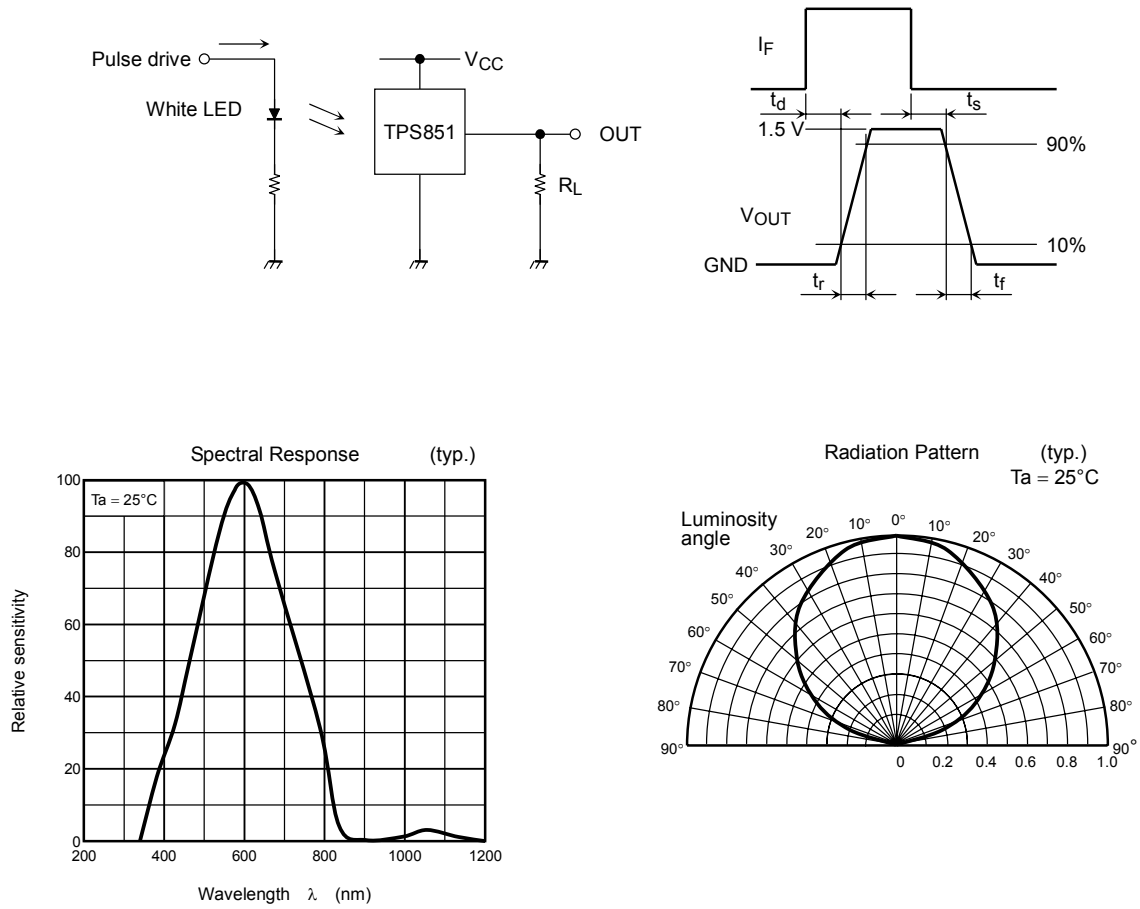 Pulse drive
White LED
VCC
TPS851
OUT
RL
IF
td
ts
1.5 V
90%
VOUT
10%
GND
tr
tf
Spectral Response (typ.)
Ta = 25°C
Relative sensitivity
100
80
60
40
20
0
200 400 600 800 1000 1200
Wavelength λ (nm)
Radiation Pattern (typ.)
Ta = 25°C
Luminosity
angle
90° 80° 70° 60° 50° 40° 30° 20° 10° 0° 10° 20° 30° 40° 50° 60° 70° 80° 90°
0 0.2 0.4 0.6 0.8 1.0